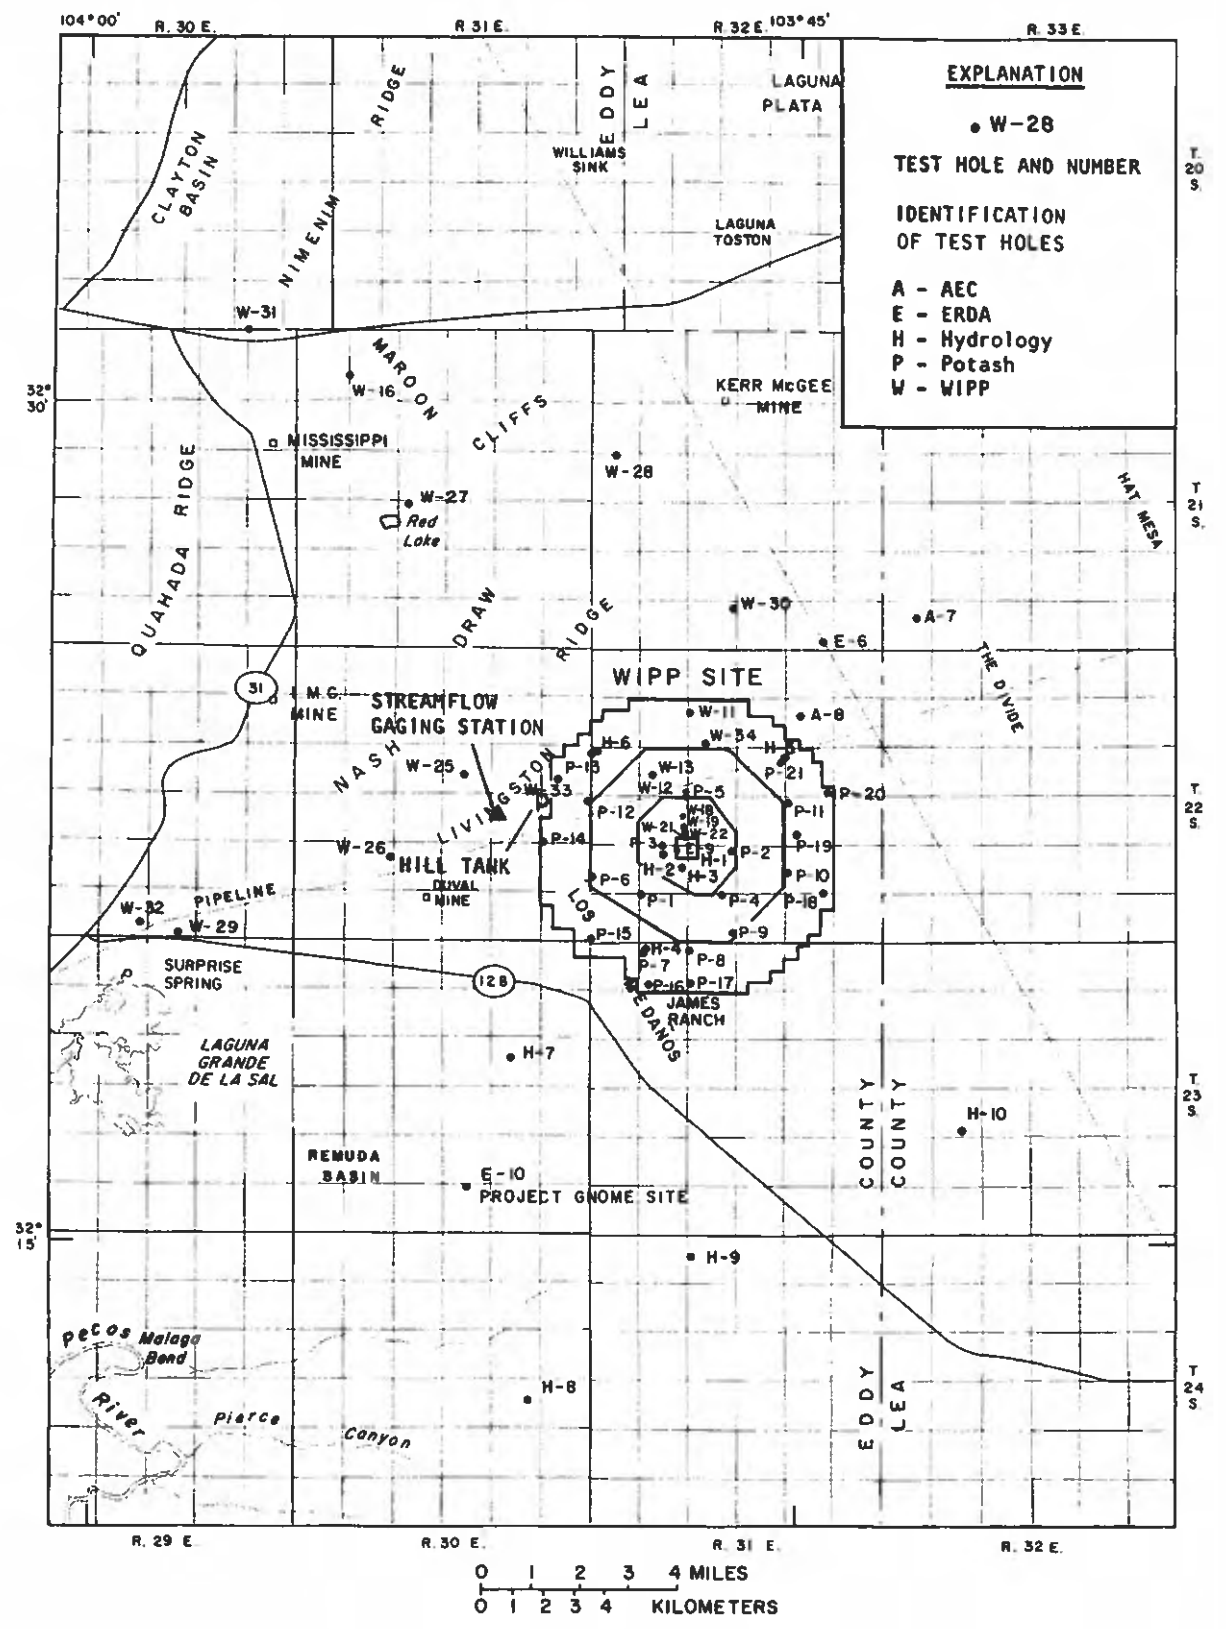 104°00'
R. 30 E.
R 31 E.
R. 32 E.
103°45'
R. 33 E.
EXPLANATION
W-28
TEST HOLE AND NUMBER
IDENTIFICATION
OF TEST HOLES
A - AEC
E - ERDA
H - Hydrology
P - Potash
W - WIPP
T.
20
S.
CLAYTON
BASIN
NIMENIM
RIDGE
EDDY
LEA
LAGUNA
PLATA
WILLIAMS
SINK
LAGUNA
TOSTON
W-31
W-16
MAROON
CLIFFS
KERR McGEE
MINE
32°
30'
MISSISSIPPI
MINE
W-28
W-27
Red
Lake
QUAHADA RIDGE
HAT MESA
T
21
S.
DRAW
RIDGE
W-30
A-7
E-6
THE DIVIDE
WIPP SITE
31
I.M.C.
MINE
STREAMFLOW
GAGING STATION
W-11
A-8
W-34
H-6
H-5
NASH
LIVINGSTON
W-25
P-13
W-13
P-21
W-33
W-12
P-5
P-20
P-12
P-11
W-18
W-19
W-21
W-22
T
22
S.
P-14
P-3
E-9
P-2
P-19
W-26
HILL TANK
H-2
H-1
H-3
P-10
DUVAL
MINE
P-6
LOS
P-1
P-4
P-18
PIPELINE
W-32
W-29
P-15
P-9
H-4
P-7
P-8
SURPRISE
SPRING
128
P-16
P-17
MEDANOS
JAMES
RANCH
LAGUNA
GRANDE
DE LA SAL
H-7
COUNTY
COUNTY
T.
23
S.
H-10
REMUDA
BASIN
E-10
PROJECT GNOME SITE
32°
15'
H-9
Pecos
River
Malaga
Bend
H-8
Pierce
Canyon
EDDY
LEA
T
24
S.
R. 29 E.
R. 30 E.
R. 31 E.
R. 32 E.
0 1 2 3 4 MILES
0 1 2 3 4 KILOMETERS